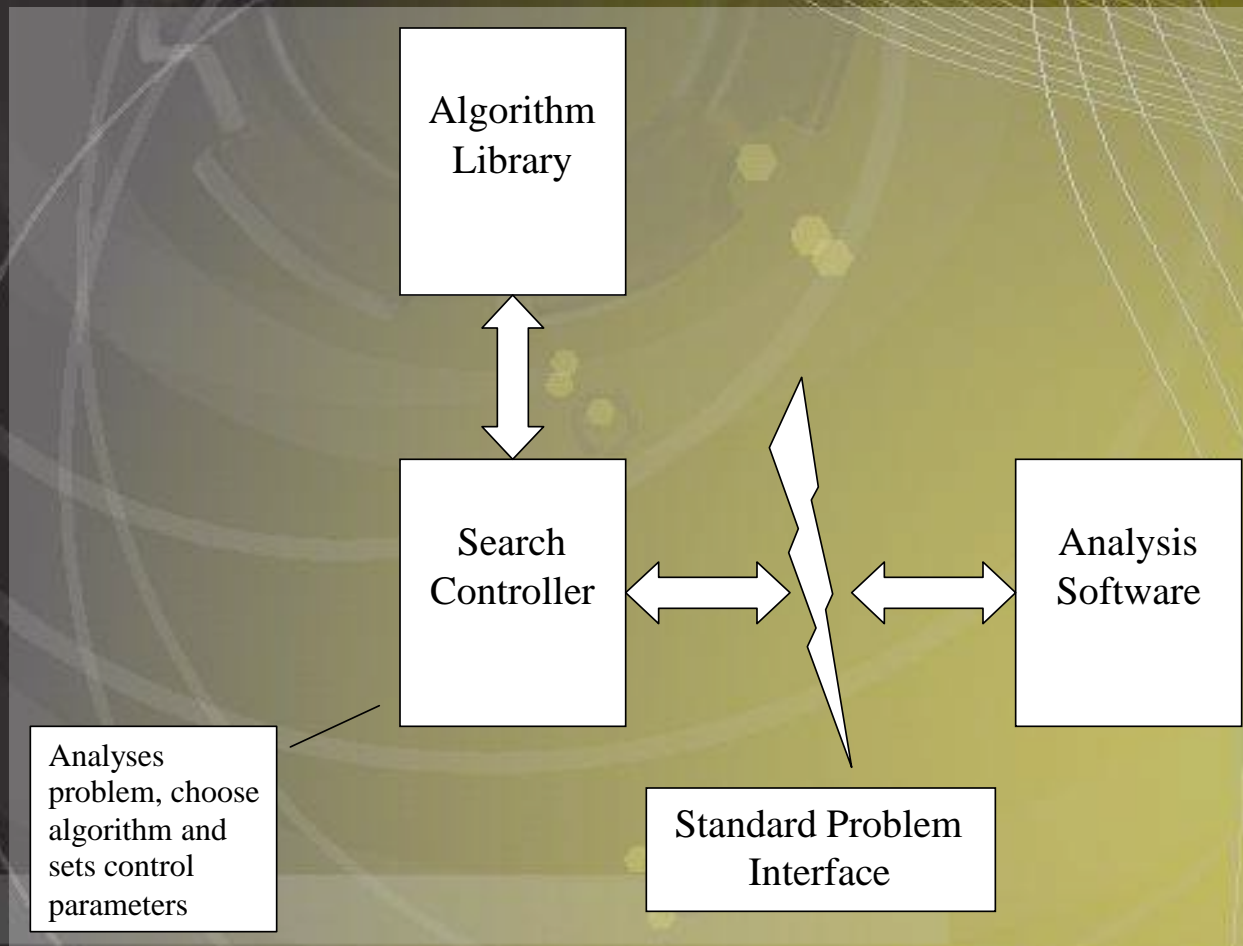 Algorithm
Library
Search
Controller
Analysis
Software
Analyses
problem, choose
algorithm and
sets control
parameters
Standard Problem
Interface